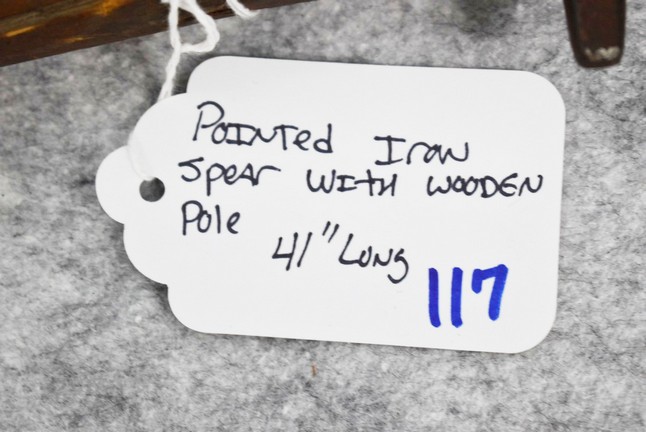 Pointed Iron
Spear with wooden
Pole
41" Long
117